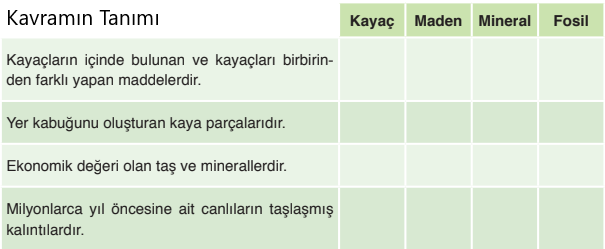 Kavramın Tanımı
Kayaç Maden Mineral Fosil
Kayaçların içinde bulunan ve kayaçları birbirin-
den farklı yapan maddelerdir.
Yer kabuğunu oluşturan kaya parçalarıdır.
Ekonomik değeri olan taş ve minerallerdir.
Milyonlarca yıl öncesine ait canlıların taşlaşmış
kalıntılardır.